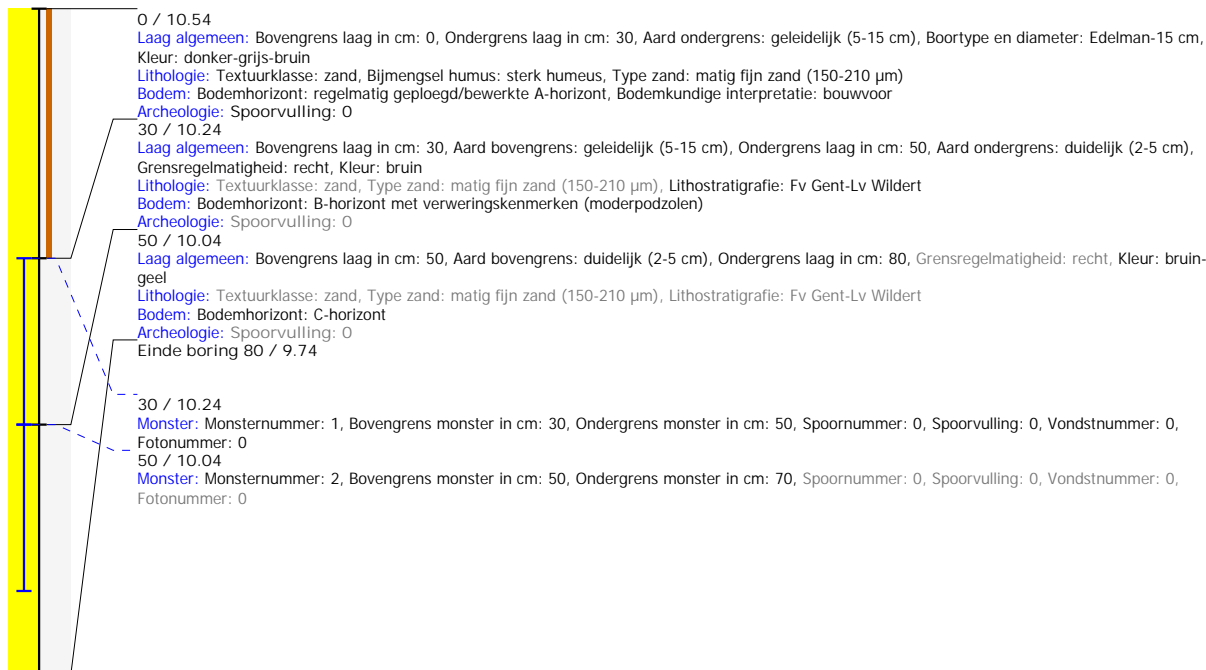 0 / 10.54
Laag algemeen: Bovengrens laag in cm: 0, Ondergrens laag in cm: 30, Aard ondergrens: geleidelijk (5-15 cm), Boortype en diameter: Edelman-15 cm,
Kleur: donker-grijs-bruin
Lithologie: Textuurklasse: zand, Bijmengsel humus: sterk humeus, Type zand: matig fijn zand (150-210 µm)
Bodem: Bodemhorizont: regelmatig geploegd/bewerkte A-horizont, Bodemkundige interpretatie: bouwvoor
Archeologie: Spoorvulling: 0
30 / 10.24
Laag algemeen: Bovengrens laag in cm: 30, Aard bovengrens: geleidelijk (5-15 cm), Ondergrens laag in cm: 50, Aard ondergrens: duidelijk (2-5 cm),
Grensregelmatigheid: recht, Kleur: bruin
Lithologie: Textuurklasse: zand, Type zand: matig fijn zand (150-210 µm), Lithostratigrafie: Fv Gent-Lv Wildert
Bodem: Bodemhorizont: B-horizont met verweringskenmerken (moderpodzolen)
Archeologie: Spoorvulling: 0
50 / 10.04
Laag algemeen: Bovengrens laag in cm: 50, Aard bovengrens: duidelijk (2-5 cm), Ondergrens laag in cm: 80, Grensregelmatigheid: recht, Kleur: bruin-
geel
Lithologie: Textuurklasse: zand, Type zand: matig fijn zand (150-210 µm), Lithostratigrafie: Fv Gent-Lv Wildert
Bodem: Bodemhorizont: C-horizont
Archeologie: Spoorvulling: 0
Einde boring 80 / 9.74
30 / 10.24
Monster: Monsternummer: 1, Bovengrens monster in cm: 30, Ondergrens monster in cm: 50, Spoornummer: 0, Spoorvulling: 0, Vondstnummer: 0,
Fotonummer: 0
50 / 10.04
Monster: Monsternummer: 2, Bovengrens monster in cm: 50, Ondergrens monster in cm: 70, Spoornummer: 0, Spoorvulling: 0, Vondstnummer: 0,
Fotonummer: 0